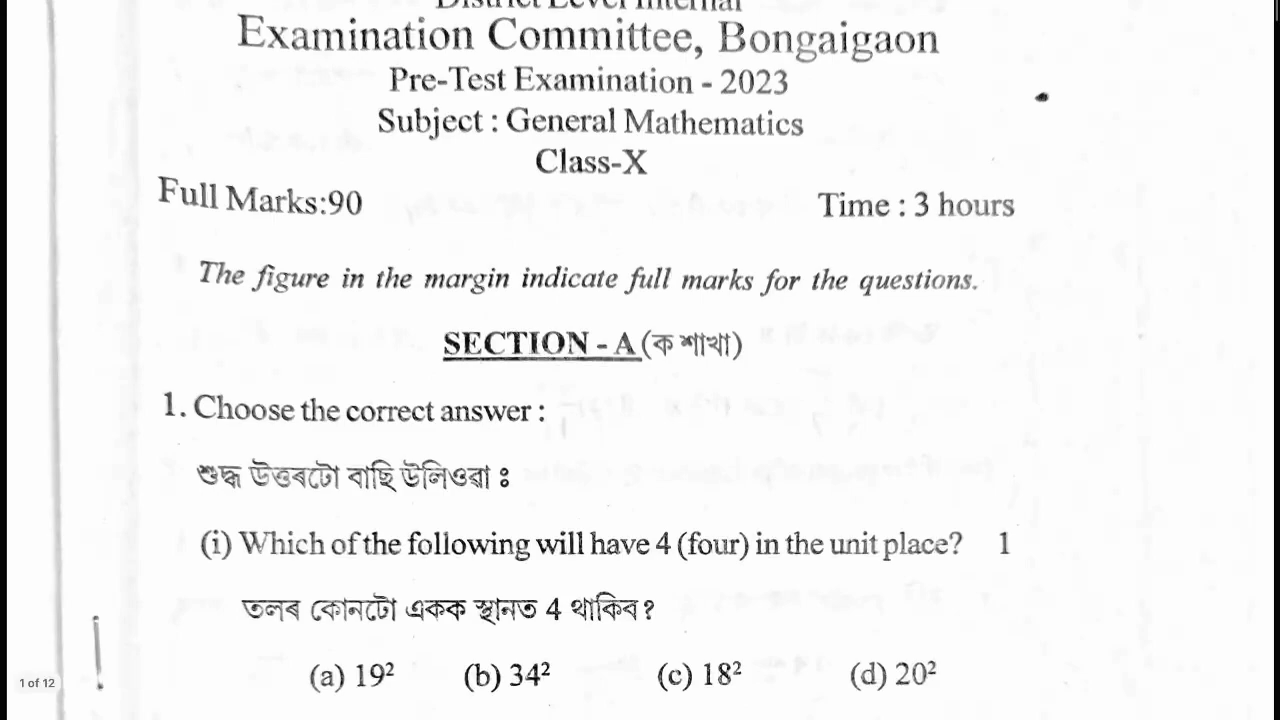 District Level Internal
Examination Committee, Bongaigaon
Pre-Test Examination - 2023
Subject : General Mathematics
Class-X
Full Marks:90 Time : 3 hours
The figure in the margin indicate full marks for the questions.
SECTION - A (ক শাখা)
1. Choose the correct answer :
শুদ্ধ উত্তৰটো বাছি উলিওৱা ঃ
(i) Which of the following will have 4 (four) in the unit place? 1
তলৰ কোনটো একক স্থানত 4 থাকিব?
(a) 19² (b) 34² (c) 18² (d) 20²
1 of 12